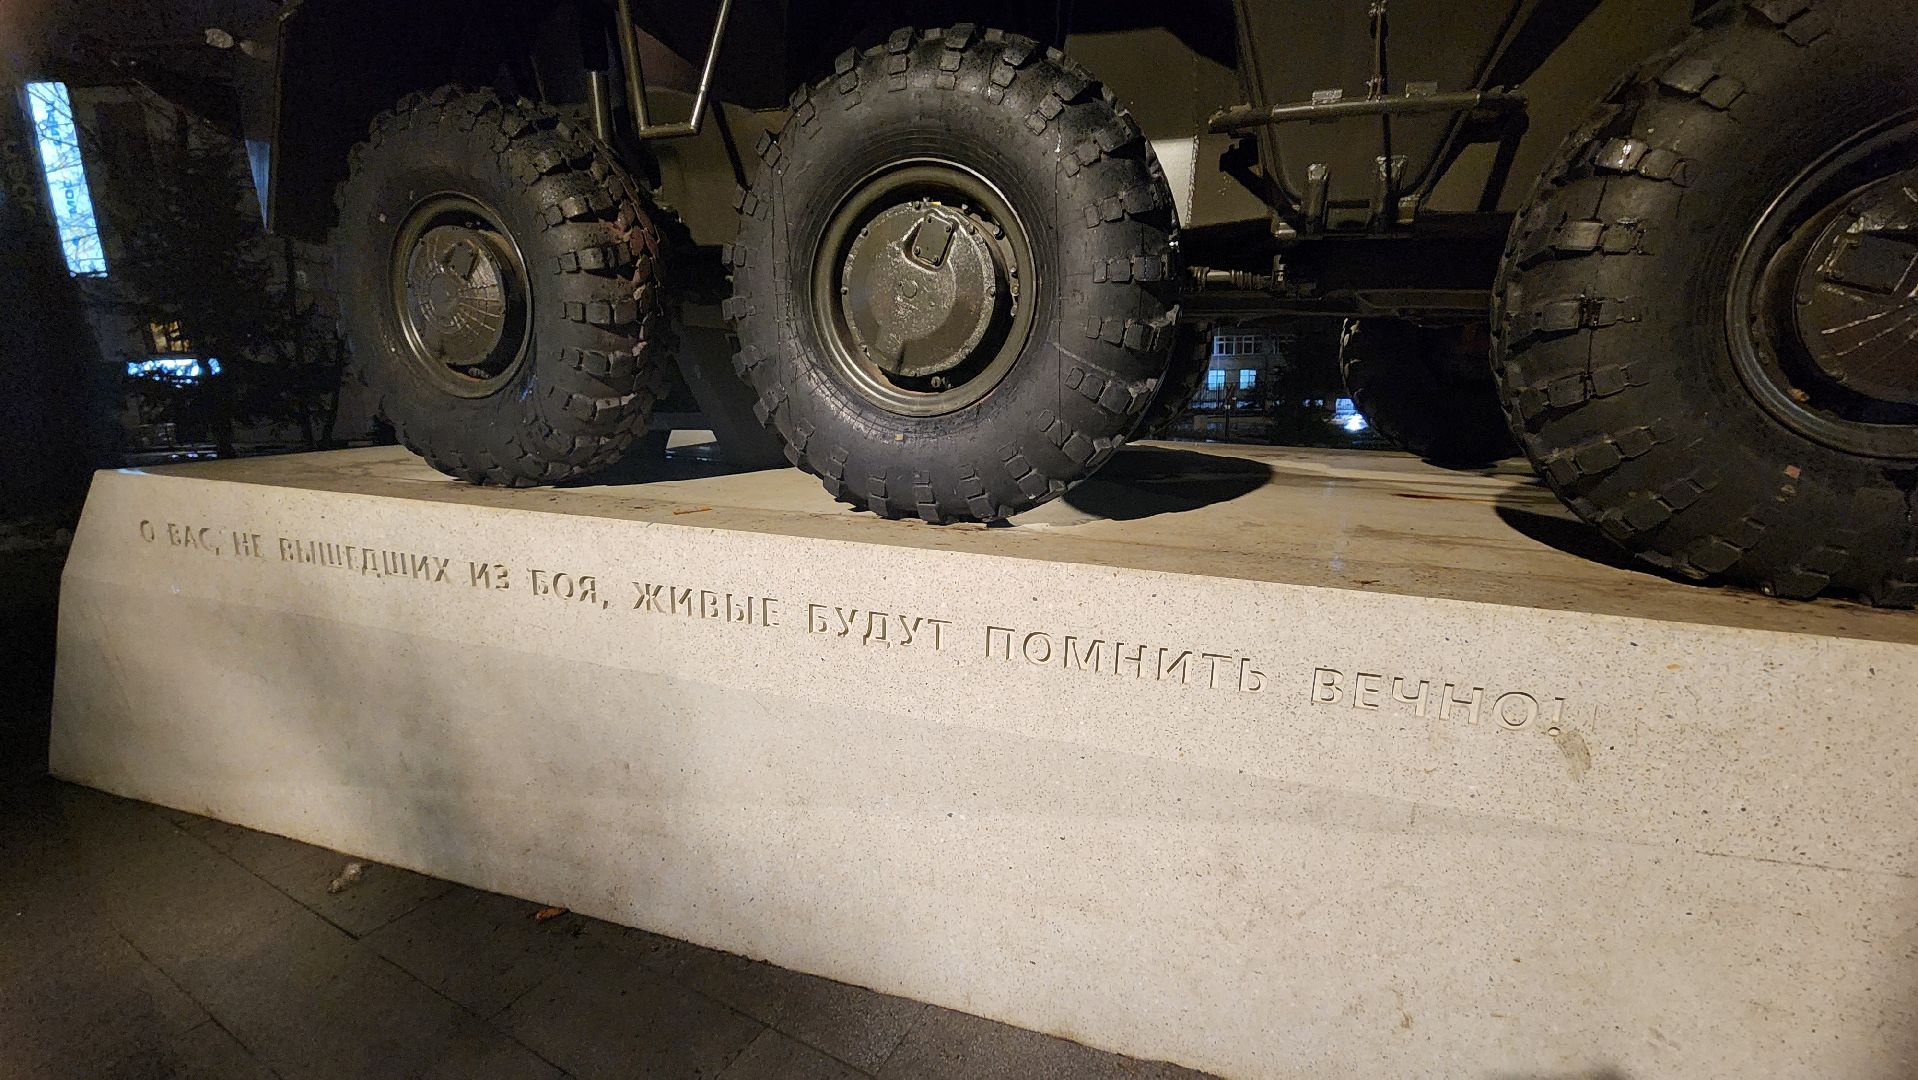 О ВАС, НЕ ВЫШЕДШИХ ИЗ БОЯ, ЖИВЫЕ БУДУТ ПОМНИТЬ ВЕЧНО!